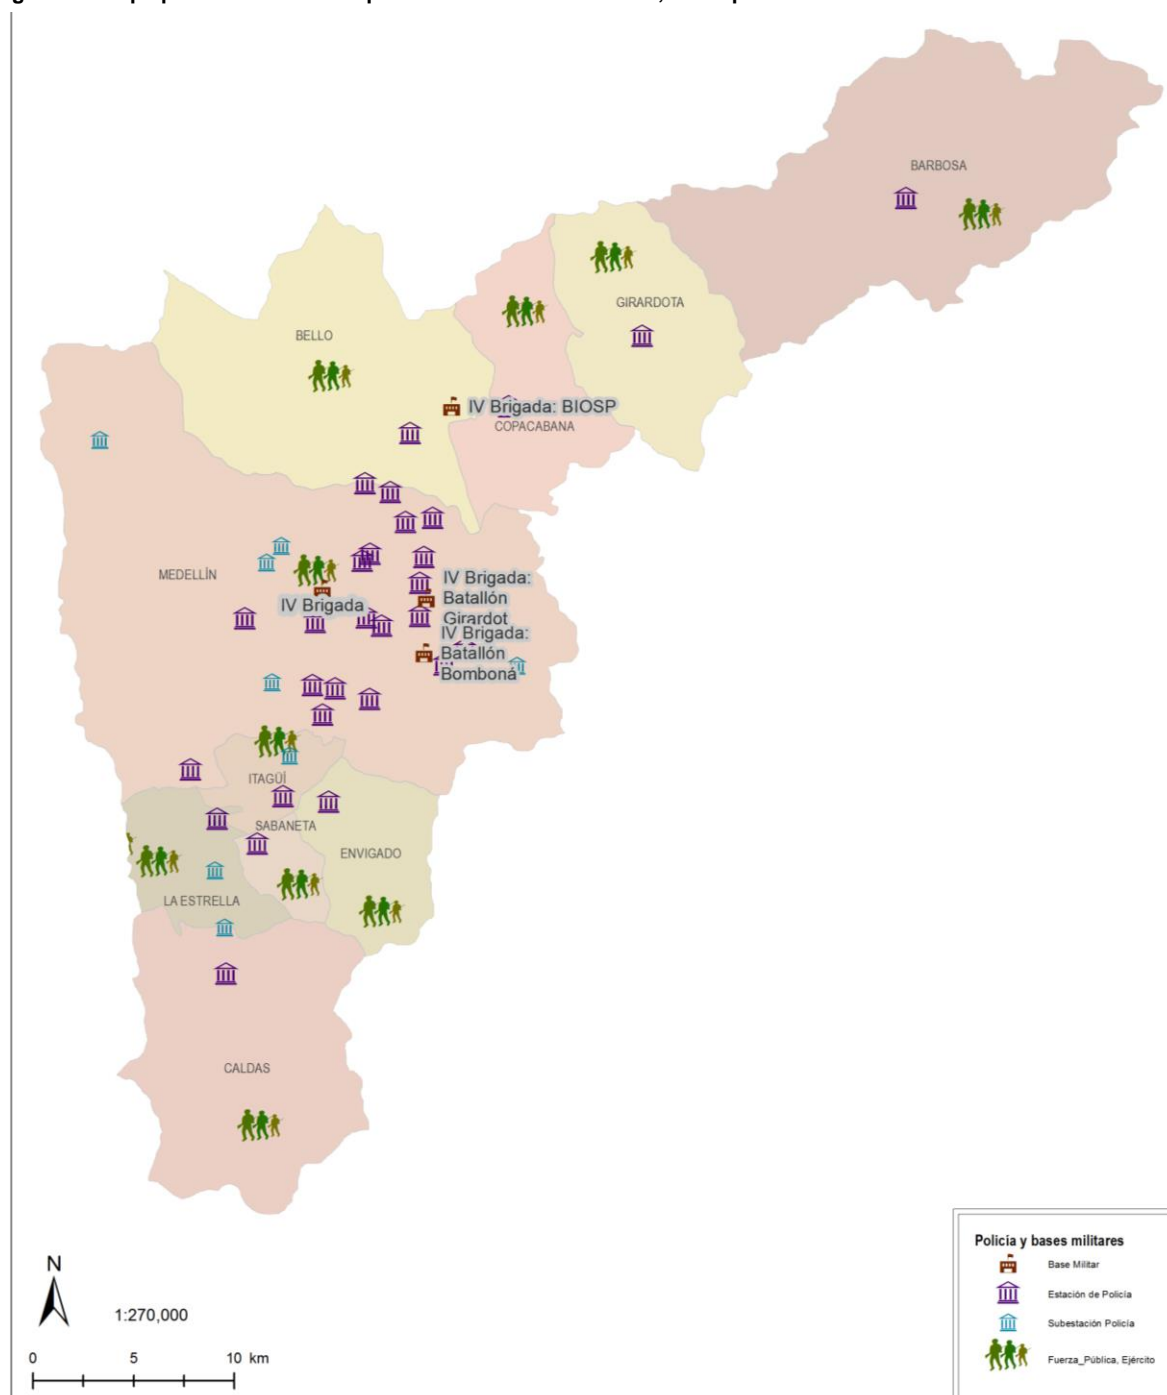 BARBOSA
GIRARDOTA
BELLO
IV Brigada: BIOSP
COPACABANA
MEDELLÍN
IV Brigada:
Batallón
Girardot
IV Brigada
IV Brigada:
Batallón
Bomboná
ITAGÜÍ
SABANETA
ENVIGADO
LA ESTRELLA
CALDAS
N
1:270,000
0 5 10 km
Policía y bases militares
Base Militar
Estación de Policía
Subestación Policía
Fuerza_Pública, Ejército